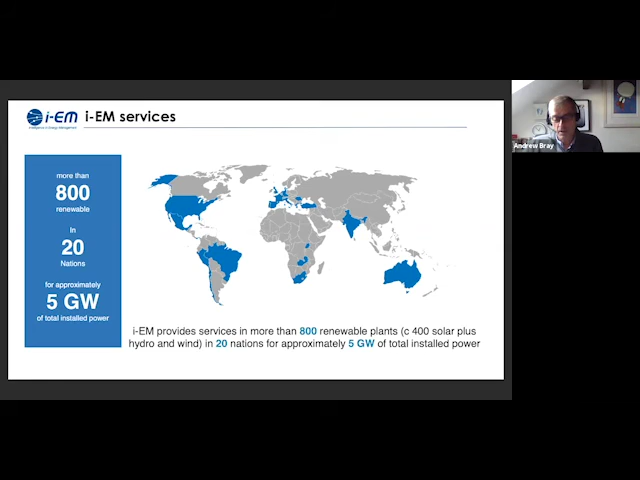 i-EM
Intelligence in Energy Management
i-EM services
more than
800
renewable
In
20
Nations
for approximately
5 GW
of total installed power
i-EM provides services in more than 800 renewable plants (c 400 solar plus
hydro and wind) in 20 nations for approximately 5 GW of total installed power
Andrew Bray